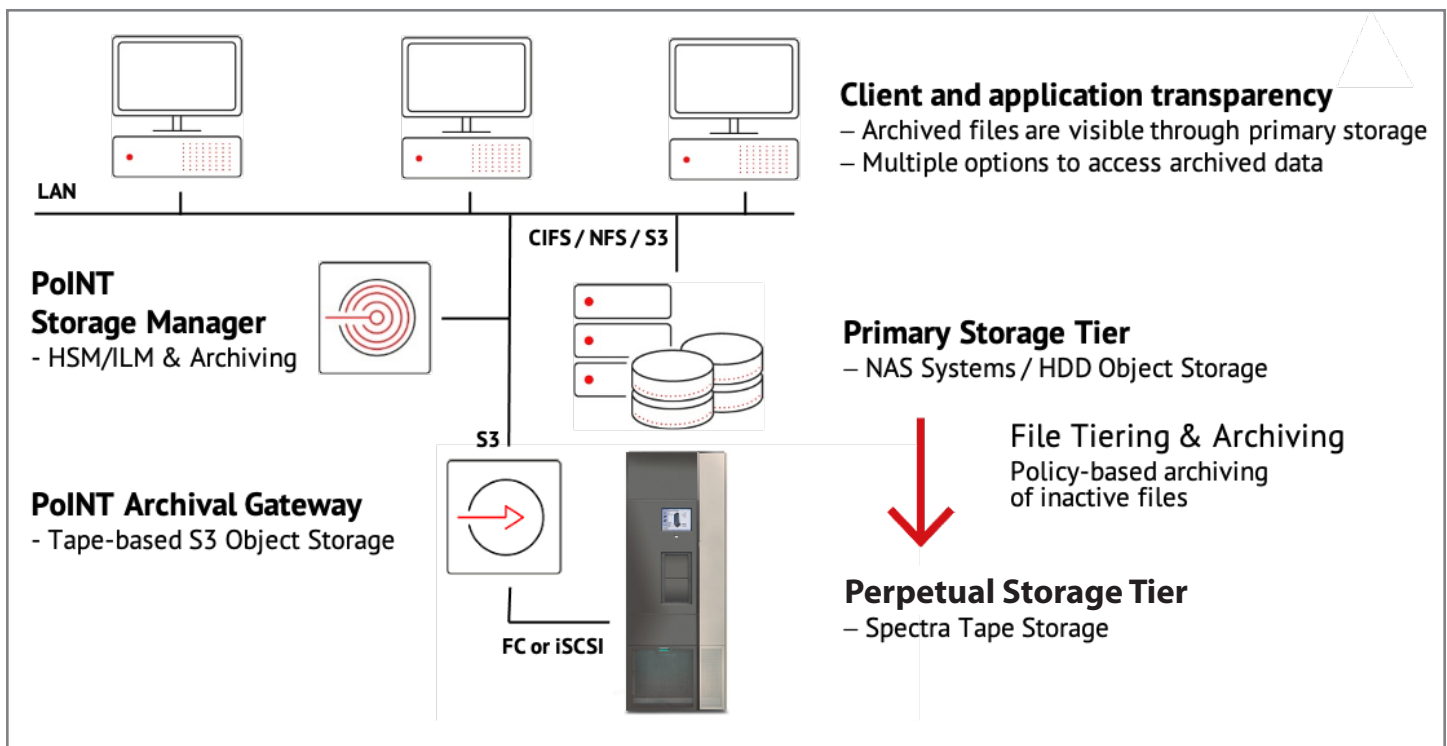 Client and application transparency
– Archived files are visible through primary storage
– Multiple options to access archived data
LAN
CIFS / NFS / S3
PoINT
Storage Manager
- HSM/ILM & Archiving
Primary Storage Tier
– NAS Systems / HDD Object Storage
S3
File Tiering & Archiving
Policy-based archiving
of inactive files
PoINT Archival Gateway
- Tape-based S3 Object Storage
Perpetual Storage Tier
– Spectra Tape Storage
FC or iSCSI